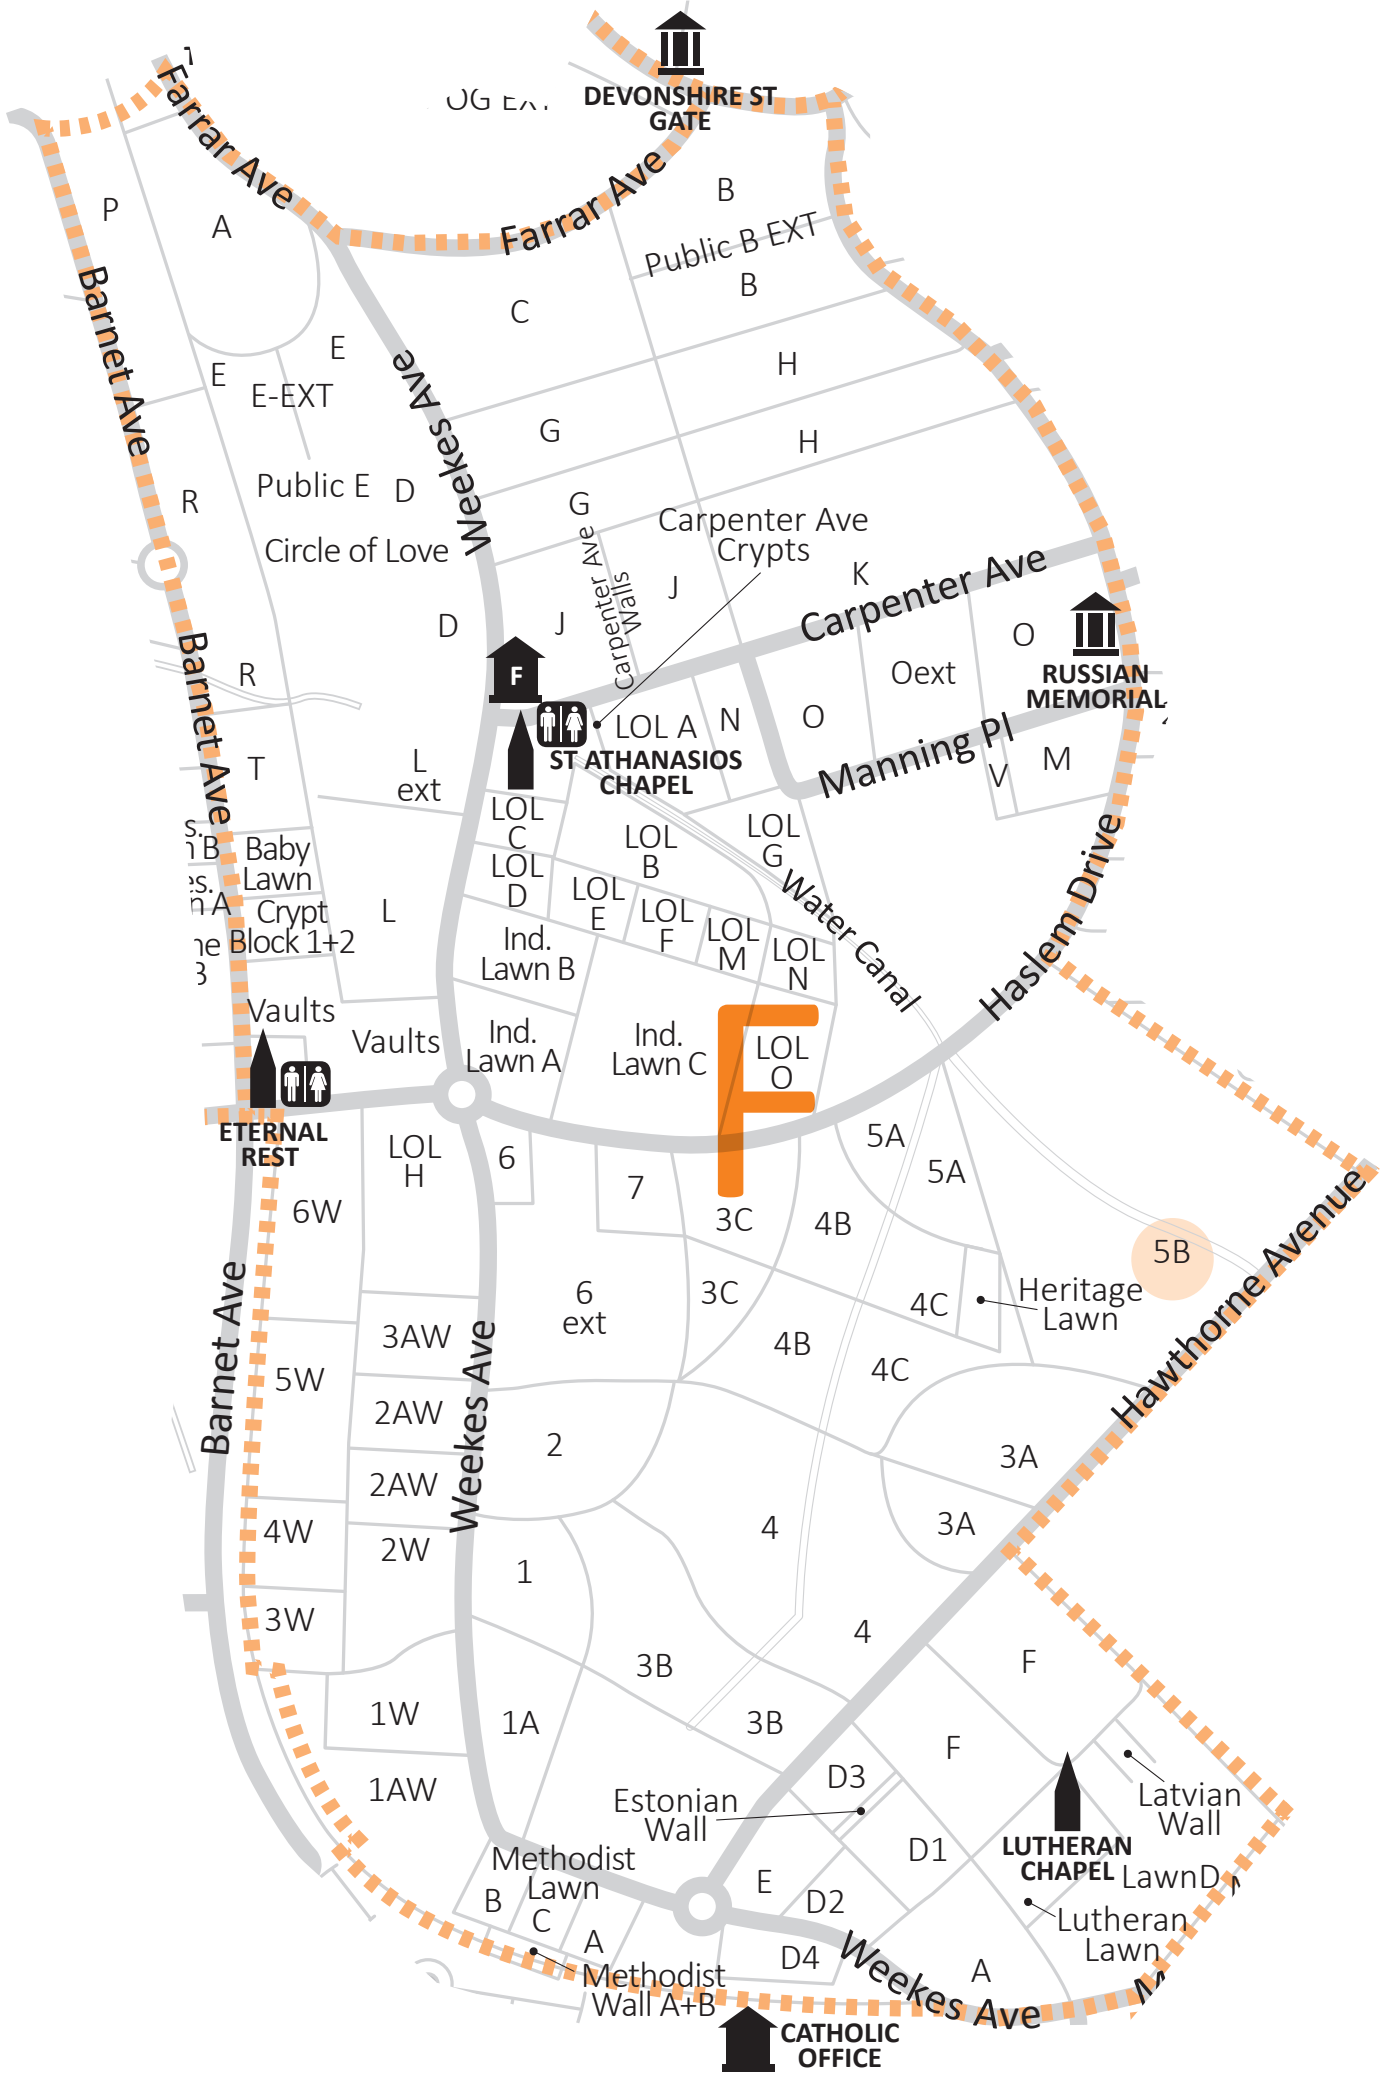 DEVONSHIRE ST
GATE
Farrar Ave
Farrar Ave
P
A
B
Public B EXT
B
Barnet Ave
C
E
E
E-EXT
Weekes Ave
H
G
H
R
Public E
D
G
Carpenter Ave
Walls
Carpenter Ave
Crypts
Circle of Love
J
K
Carpenter Ave
D
J
O
F
RUSSIAN
MEMORIAL
Barnet Ave
R
Oext
LOL A
N
O
Manning Pl
ST ATHANASIOS
CHAPEL
T
L
ext
V
M
LOL
C
LOL
B
LOL
G
Baby
Lawn
LOL
D
LOL
E
LOL
F
LOL
M
LOL
N
Water Canal
Haslem Drive
Crypt
Block 1+2
L
Ind.
Lawn B
Vaults
Vaults
Ind.
Lawn A
Ind.
Lawn C
F
LOL
O
ETERNAL
REST
LOL
H
6
7
5A
5A
6W
3C
4B
5B
Hawthorne Avenue
Barnet Ave
6
ext
3C
4C
Heritage
Lawn
3AW
4B
4C
5W
2AW
Weekes Ave
2
3A
2AW
4W
2W
4
3A
1
3W
4
3B
F
1W
1A
3B
F
1AW
D3
Estonian
Wall
Latvian
Wall
D1
LUTHERAN
CHAPEL
Methodist
Lawn
LawnD
B
C
A
E
D2
Lutheran
Lawn
D4
Weekes Ave
A
Methodist
Wall A+B
CATHOLIC
OFFICE